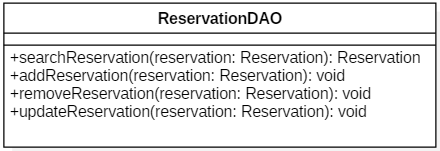 ReservationDAO
+searchReservation(reservation: Reservation): Reservation
+addReservation(reservation: Reservation): void
+removeReservation(reservation: Reservation): void
+updateReservation(reservation: Reservation): void